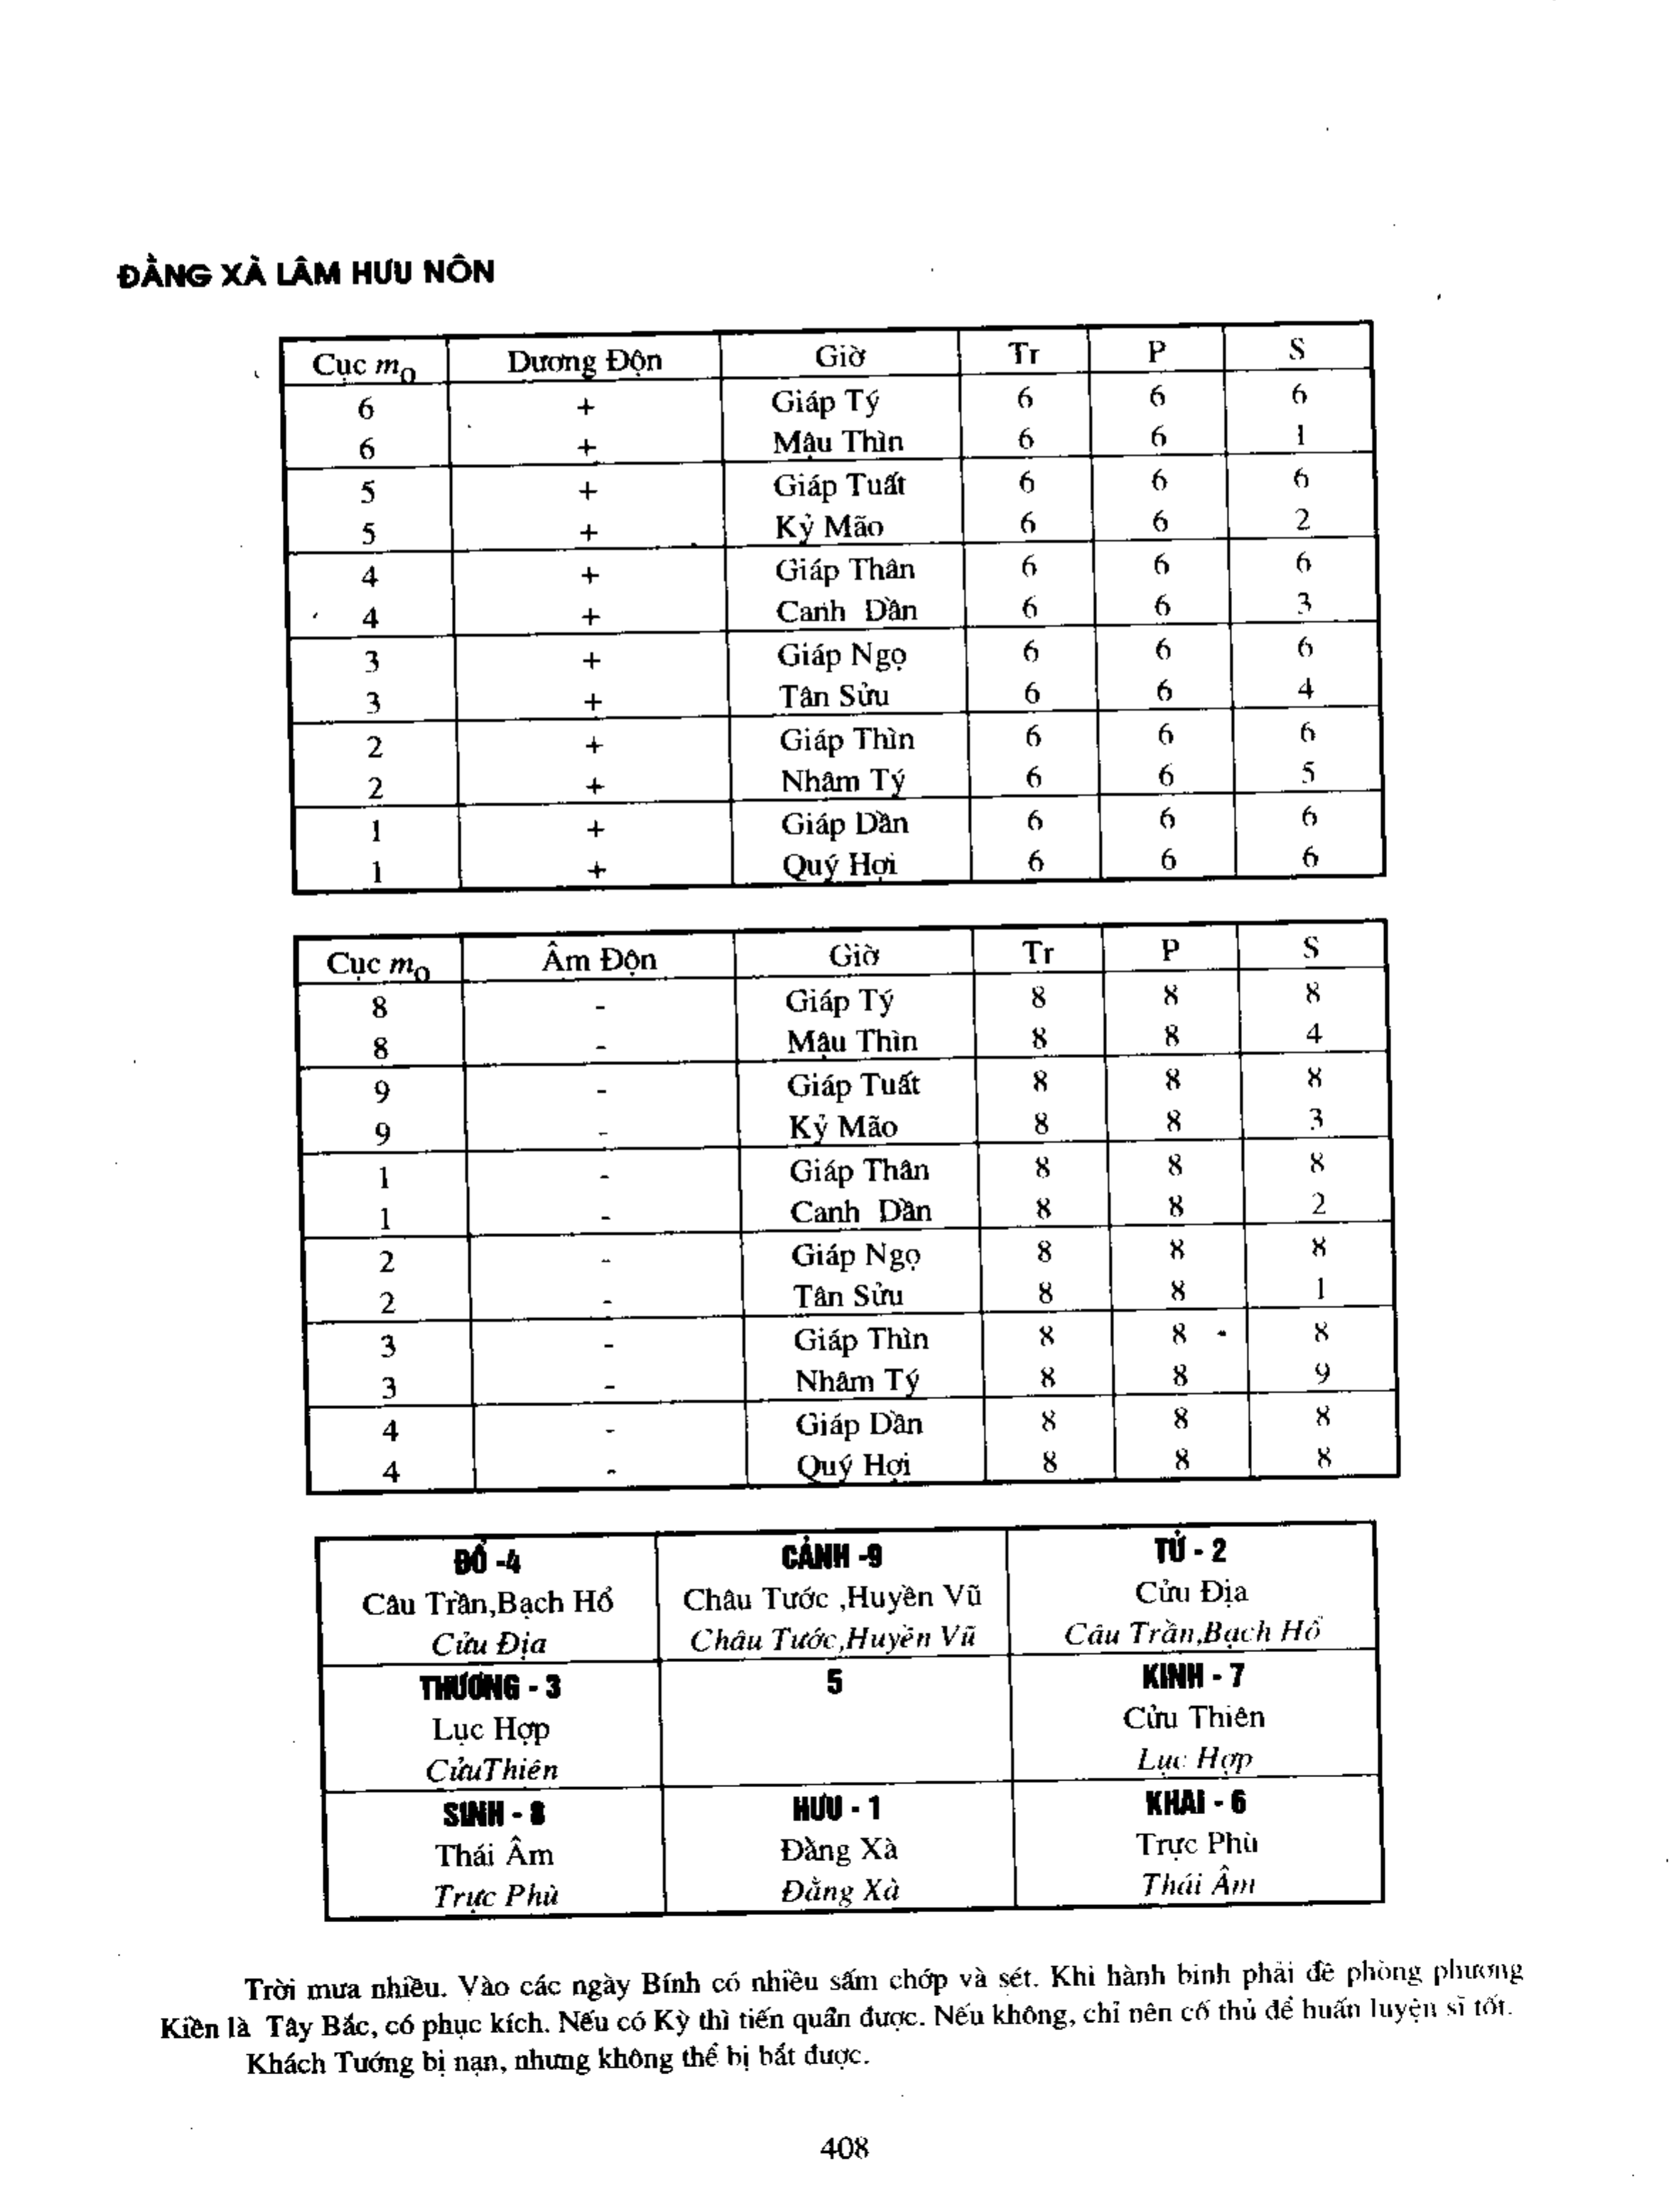 ĐẰNG XÀ LÂM HƯU NÔN
Cục m0 Dương Độn Giờ Tr P S
6 + Giáp Tý 6 6 6
6 + Mậu Thìn 6 6 1
5 + Giáp Tuất 6 6 6
5 + Kỷ Mão 6 6 2
4 + Giáp Thân 6 6 6
4 + Canh Dần 6 6 3
3 + Giáp Ngọ 6 6 6
3 + Tân Sửu 6 6 4
2 + Giáp Thìn 6 6 6
2 + Nhâm Tý 6 6 5
1 + Giáp Dần 6 6 6
1 + Quý Hợi 6 6 6
Cục m0 Âm Độn Giờ Tr P S
8 - Giáp Tý 8 8 8
8 - Mậu Thìn 8 8 4
9 - Giáp Tuất 8 8 8
9 - Kỷ Mão 8 8 3
1 - Giáp Thân 8 8 8
1 - Canh Dần 8 8 2
2 - Giáp Ngọ 8 8 8
2 - Tân Sửu 8 8 1
3 - Giáp Thìn 8 8 8
3 - Nhâm Tý 8 8 9
4 - Giáp Dần 8 8 8
4 - Quý Hợi 8 8 8
ĐỖ -4 CẢNH -9 TỬ - 2
Câu Trần,Bạch Hổ Châu Tước ,Huyền Vũ Cửu Địa
Cửu Địa Châu Tước,Huyền Vũ Câu Trần,Bạch Hổ
THƯƠNG - 3 5 KINH - 7
Lục Hợp Cửu Thiên
CửuThiên Lục Hợp
SINH - 8 HƯU - 1 KHAI - 6
Thái Âm Đằng Xà Trực Phù
Trực Phù Đằng Xà Thái Âm
Trời mưa nhiều. Vào các ngày Bính có nhiều sấm chớp và sét. Khi hành binh phải đề phòng phương
Kiền là Tây Bắc, có phục kích. Nếu có Kỳ thì tiến quân được. Nếu không, chỉ nên cố thủ để huấn luyện sĩ tốt.
Khách Tướng bị nạn, nhưng không thể bị bắt được.
408